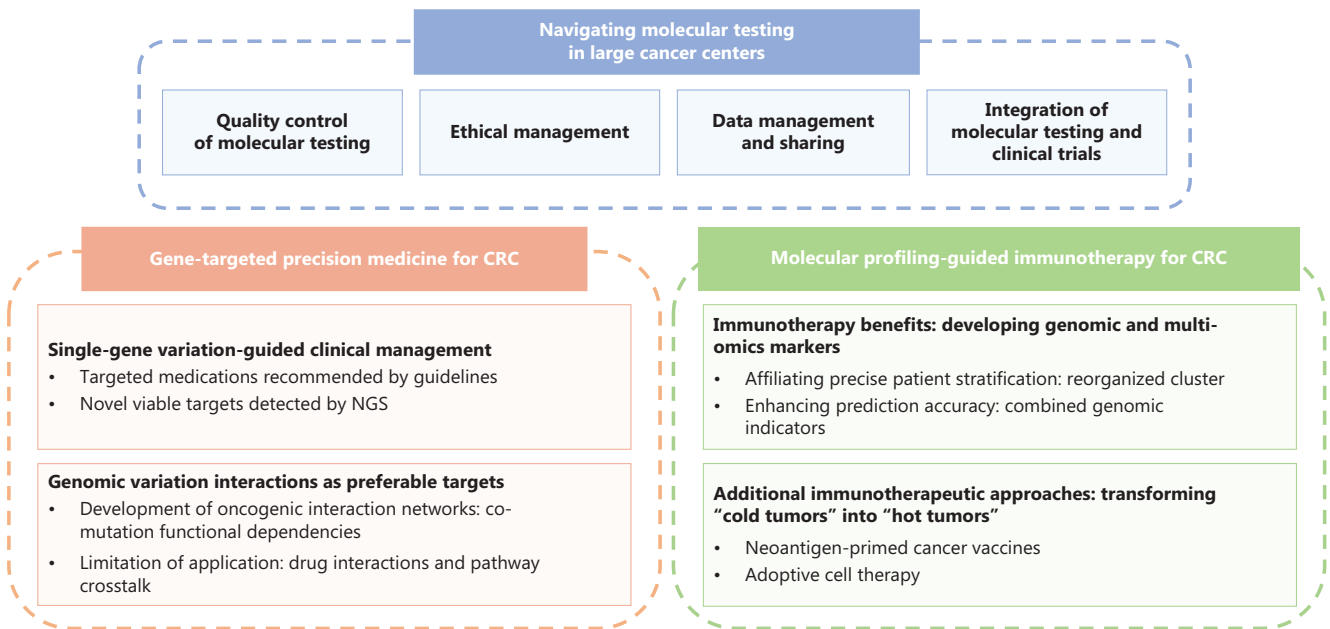 Navigating molecular testing
in large cancer centers
Quality control
of molecular testing
Ethical management
Data management
and sharing
Integration of
molecular testing and
clinical trials
Gene-targeted precision medicine for CRC
Single-gene variation-guided clinical management
• Targeted medications recommended by guidelines
• Novel viable targets detected by NGS
Genomic variation interactions as preferable targets
• Development of oncogenic interaction networks: co-
mutation functional dependencies
• Limitation of application: drug interactions and pathway
crosstalk
Molecular profiling-guided immunotherapy for CRC
Immunotherapy benefits: developing genomic and multi-
omics markers
• Affiliating precise patient stratification: reorganized cluster
• Enhancing prediction accuracy: combined genomic
indicators
Additional immunotherapeutic approaches: transforming
“cold tumors” into “hot tumors”
• Neoantigen-primed cancer vaccines
• Adoptive cell therapy